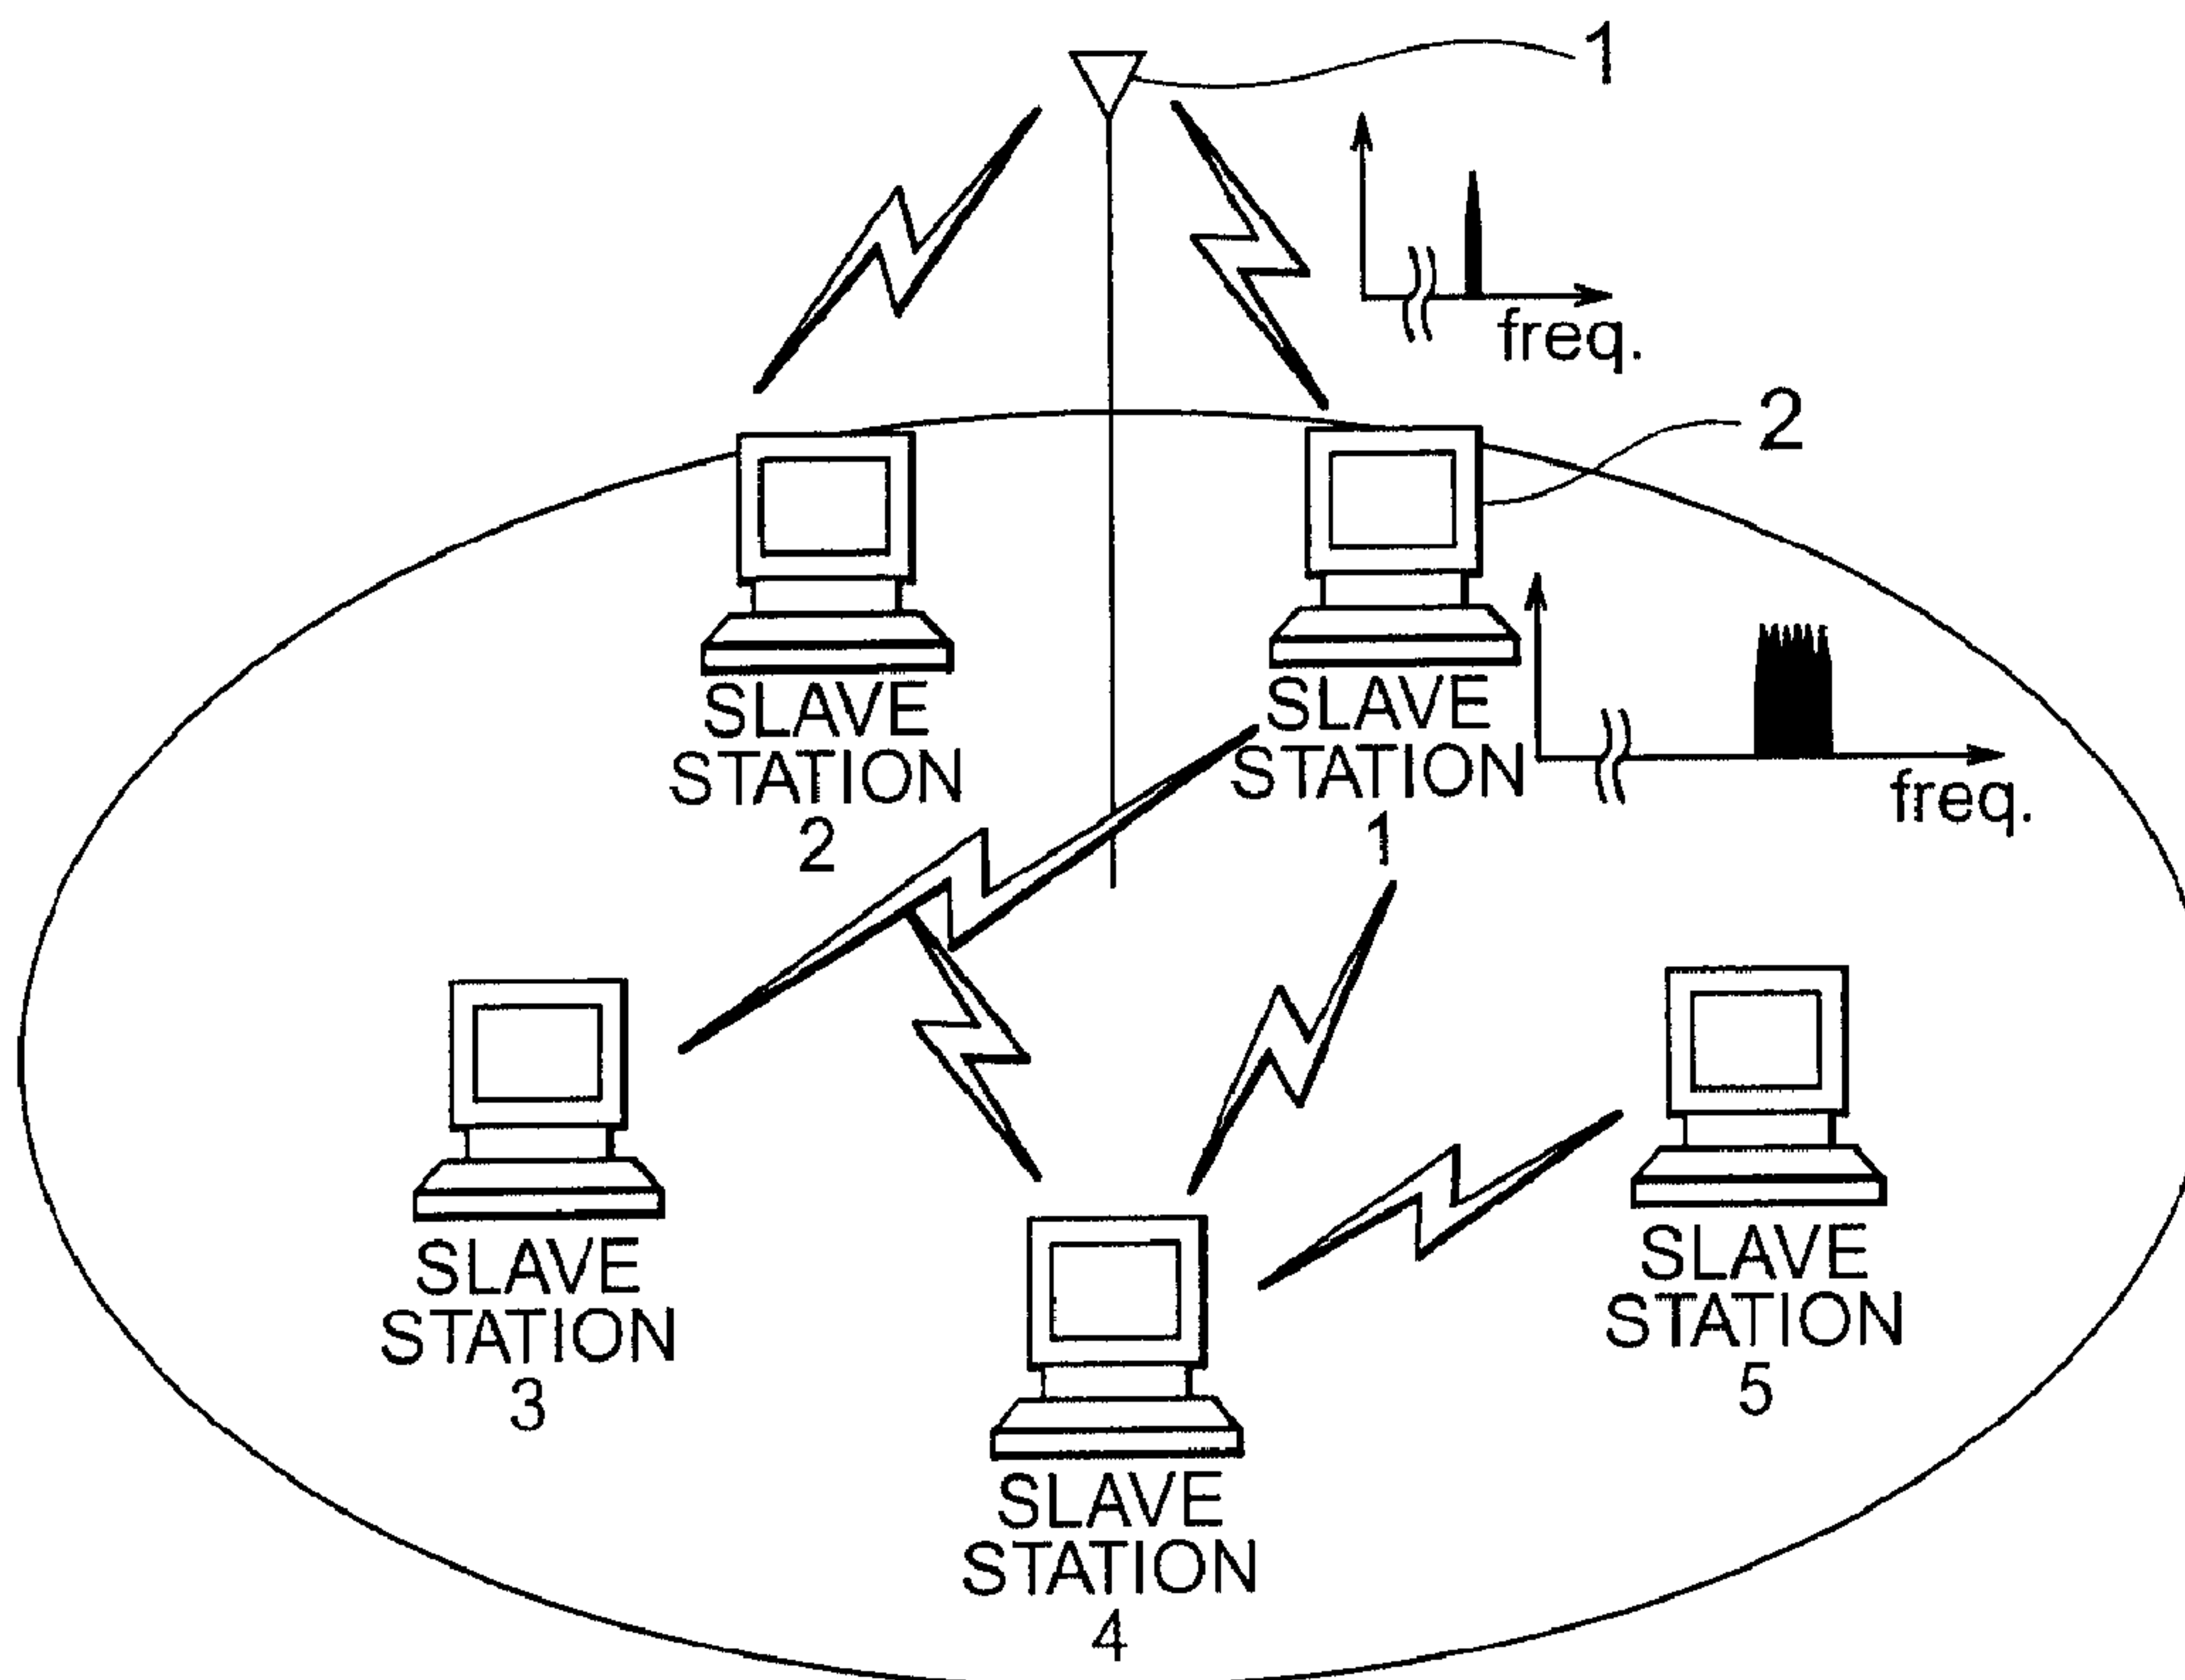 1
freq.
2
SLAVE
STATION
2
SLAVE
STATION
1
freq.
SLAVE
STATION
3
SLAVE
STATION
5
SLAVE
STATION
4